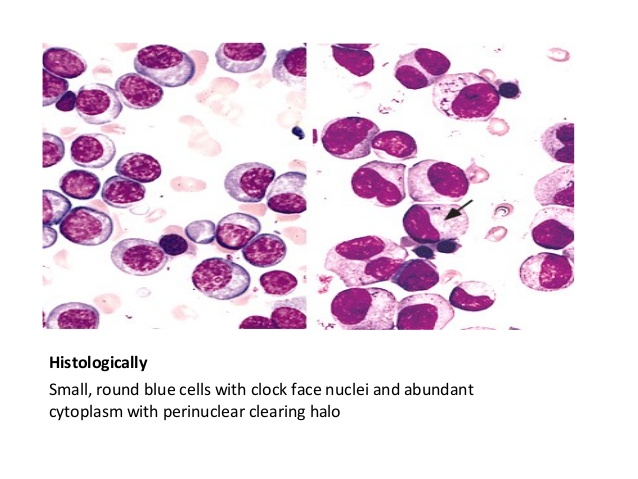 Histologically
Small, round blue cells with clock face nuclei and abundant
cytoplasm with perinuclear clearing halo